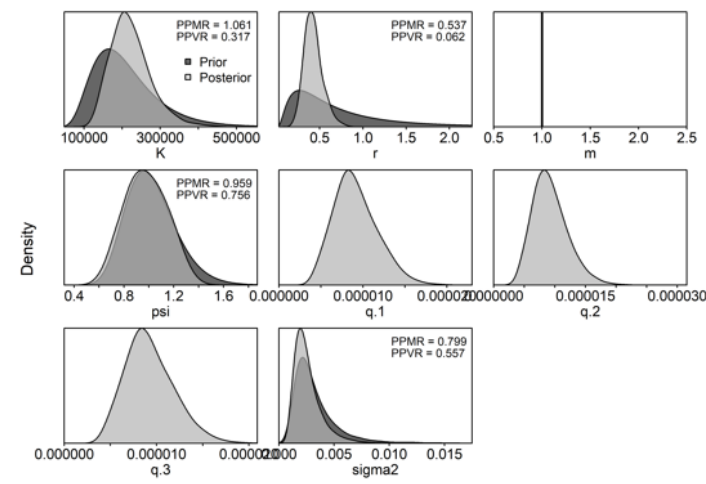 PPMR = 1.061
PPVR = 0.317
Prior
Posterior
100000 300000 500000
K
PPMR = 0.537
PPVR = 0.062
0.5 1.0 1.5 2.0
r
0.5 1.0 1.5 2.0 2.5
m
Density
PPMR = 0.959
PPVR = 0.756
0.4 0.8 1.2 1.6
psi
0.000000 0.000010
q.1
0.000015 0.000030
q.2
0.000000 0.000010
q.3
PPMR = 0.799
PPVR = 0.557
0.005 0.010 0.015
sigma2